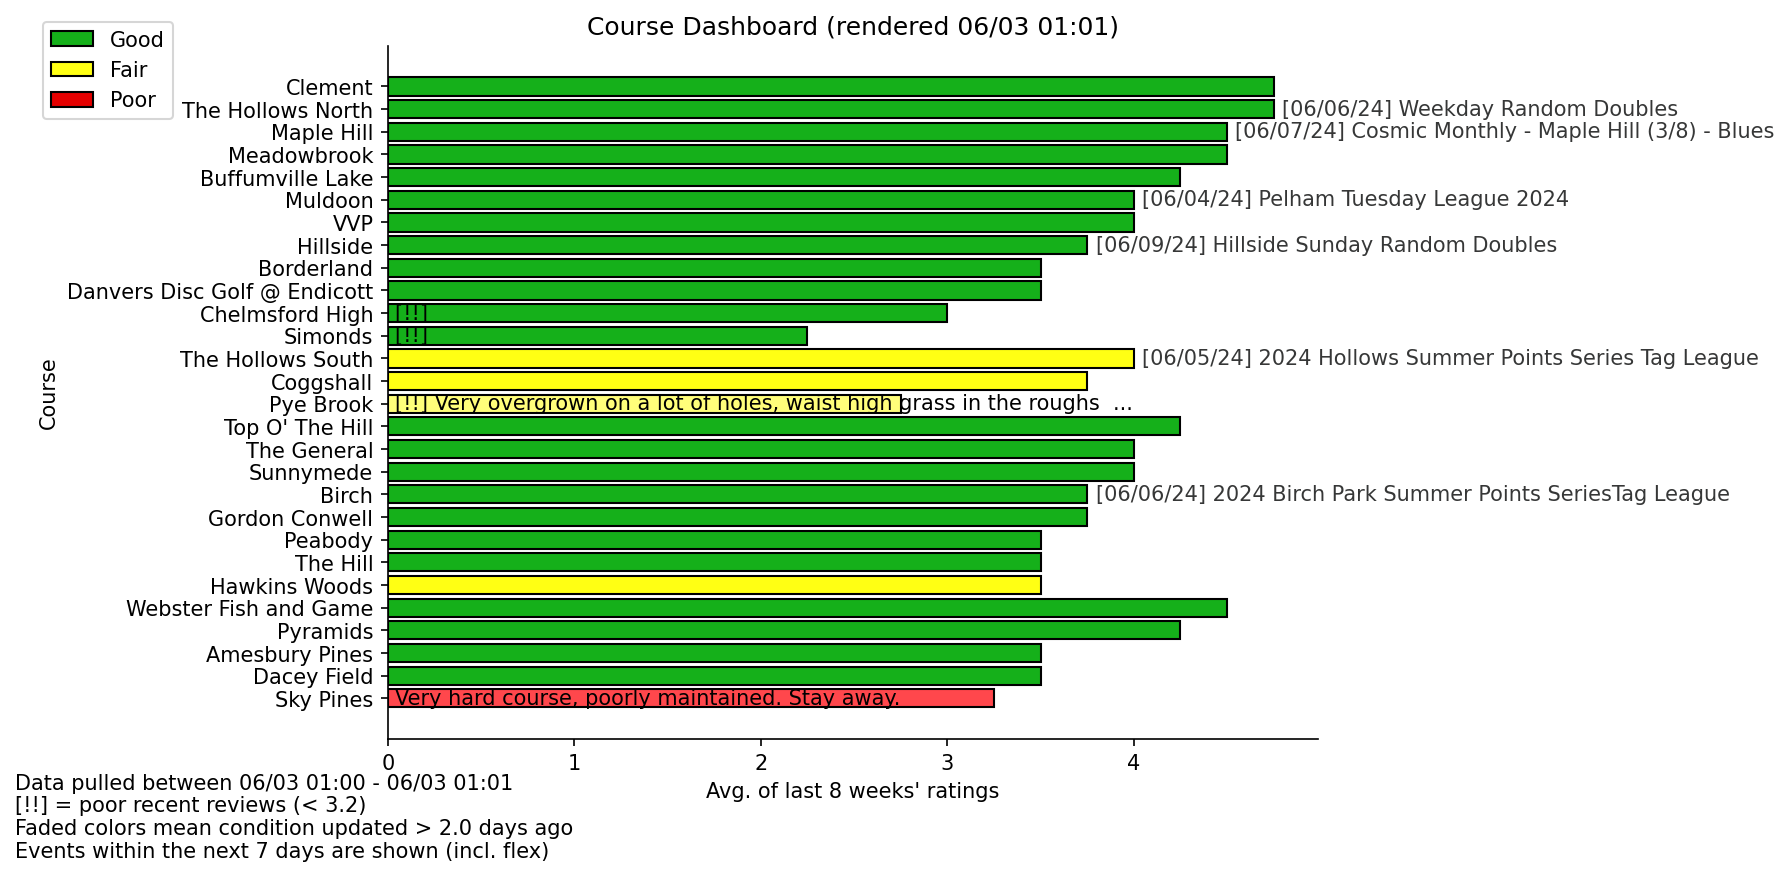 Course Dashboard (rendered 06/03 01:01)
Good
Fair
Poor
Course
Clement
The Hollows North [06/06/24] Weekday Random Doubles
Maple Hill [06/07/24] Cosmic Monthly - Maple Hill (3/8) - Blues
Meadowbrook
Buffumville Lake
Muldoon [06/04/24] Pelham Tuesday League 2024
VVP
Hillside [06/09/24] Hillside Sunday Random Doubles
Borderland
Danvers Disc Golf @ Endicott
Chelmsford High [!!]
Simonds [!!]
The Hollows South [06/05/24] 2024 Hollows Summer Points Series Tag League
Coggshall
Pye Brook [!!] Very overgrown on a lot of holes, waist high grass in the roughs ...
Top O' The Hill
The General
Sunnymede
Birch [06/06/24] 2024 Birch Park Summer Points SeriesTag League
Gordon Conwell
Peabody
The Hill
Hawkins Woods
Webster Fish and Game
Pyramids
Amesbury Pines
Dacey Field
Sky Pines Very hard course, poorly maintained. Stay away.
0 1 2 3 4
Avg. of last 8 weeks' ratings
Data pulled between 06/03 01:00 - 06/03 01:01
[!!] = poor recent reviews (< 3.2)
Faded colors mean condition updated > 2.0 days ago
Events within the next 7 days are shown (incl. flex)